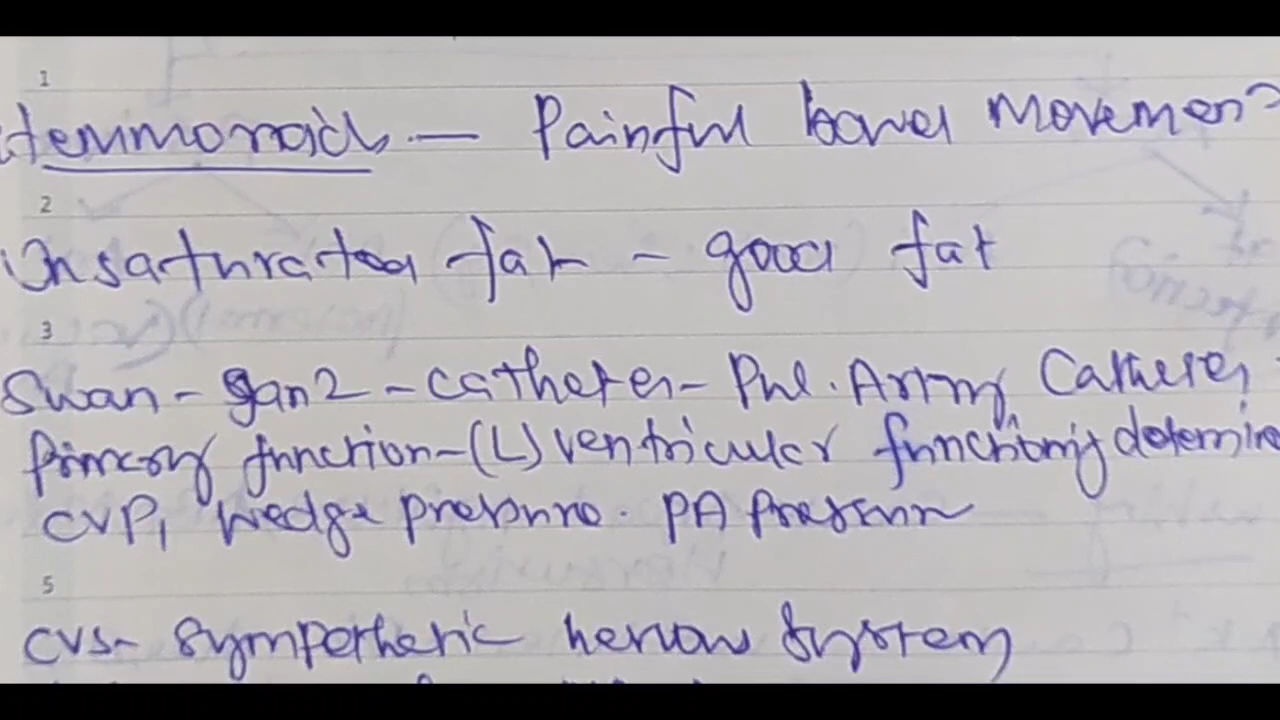 1
Hemmoroids - Painful bowel movement
2
Unsaturated fat - good fat
3
Swan - ganz - catheter - Pul. Artery Catheter
Primary function - (L) ventricular functioning determine
CVP, wedge pressure. PA pressure
5
CVS - Sympathetic nervous system